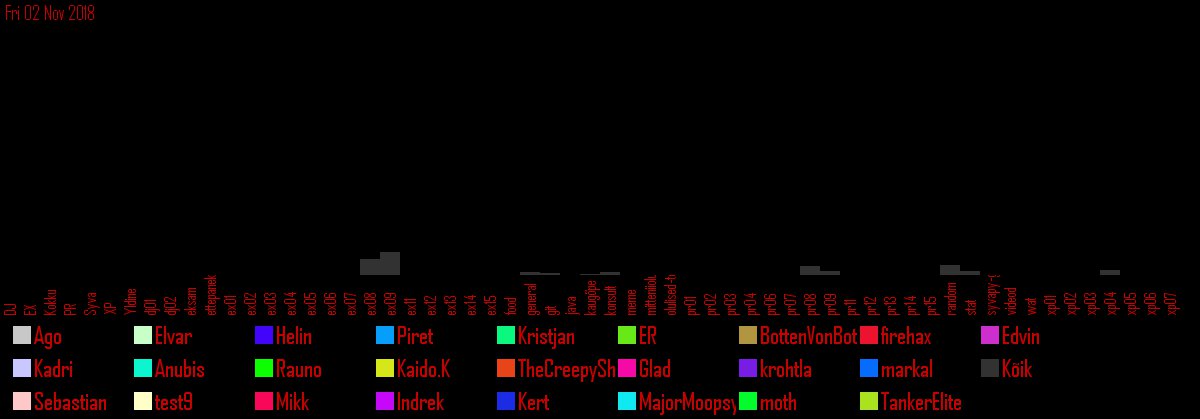 Fri 02 Nov 2018
DJ EX Kokku PR Syva XP Yldine dj01 dj02 eksam ettepanek ex01 ex02 ex03 ex04 ex05 ex06 ex07 ex08 ex09 ex11 ex12 ex13 ex14 ex15 food general git java kaugõpe konsult meme mittenilok olulised-h pr01 pr02 pr03 pr04 pr06 pr07 pr08 pr09 pr11 pr12 pr13 pr14 pr15 random stat syvapy-t videod wat xp01 xp02 xp03 xp04 xp05 xp06 xp07
Ago Elvar Helin Piret Kristjan ER BottenVonBot firehax Edvin
Kadri Anubis Rauno Kaido.K TheCreepySh Glad krohtla markal Kõik
Sebastian test9 Mikk Indrek Kert MajorMoopsy moth TankerElite